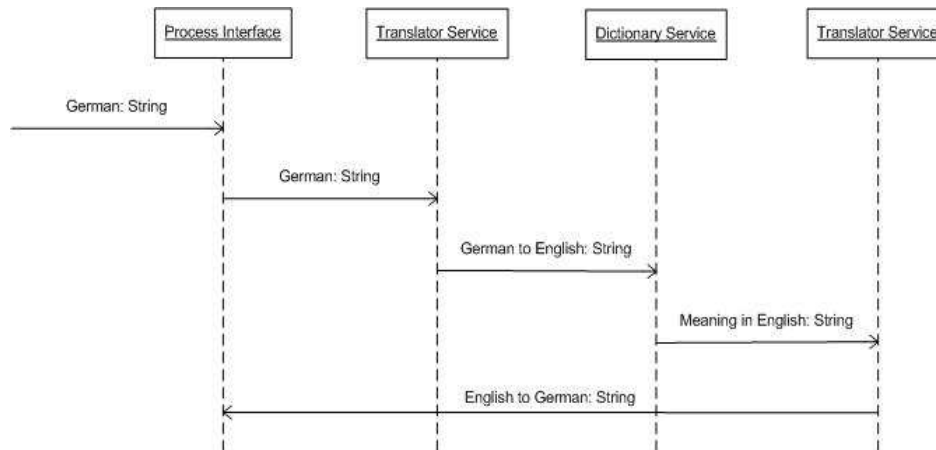 Process Interface
Translator Service
Dictionary Service
Translator Service
German: String
German: String
German to English: String
Meaning in English: String
English to German: String